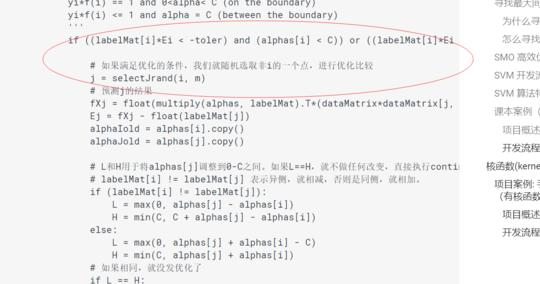 yi*f(i) == 1 and 0<alpha< C (on the boundary)
yi*f(i) <= 1 and alpha = C (between the boundary)
'''
if ((labelMat[i]*Ei < -toler) and (alphas[i] < C)) or ((labelMat[i]*Ei
# 如果满足优化的条件，我们就随机选取非i的一个点，进行优化比较
j = selectJrand(i, m)
# 预测j的结果
fXj = float(multiply(alphas, labelMat).T*(dataMatrix*dataMatrix[j,
Ej = fXj - float(labelMat[j])
alphaIold = alphas[i].copy()
alphaJold = alphas[j].copy()
# L和H用于将alphas[j]调整到0-C之间。如果L==H，就不做任何改变，直接执行contin
# labelMat[i] != labelMat[j] 表示异侧，就相减，否则是同侧，就相加。
if (labelMat[i] != labelMat[j]):
L = max(0, alphas[j] - alphas[i])
H = min(C, C + alphas[j] - alphas[i])
else:
L = max(0, alphas[j] + alphas[i] - C)
H = min(C, alphas[j] + alphas[i])
# 如果相同，就没发优化了
if L == H:
寻找最大间
为什么寻
怎么寻找
SMO 高效优
SVM 开发流
SVM 算法特
课本案例（
项目概述
开发流程
核函数(kerne
项目案例: 手
（有核函数
项目概述
开发流程